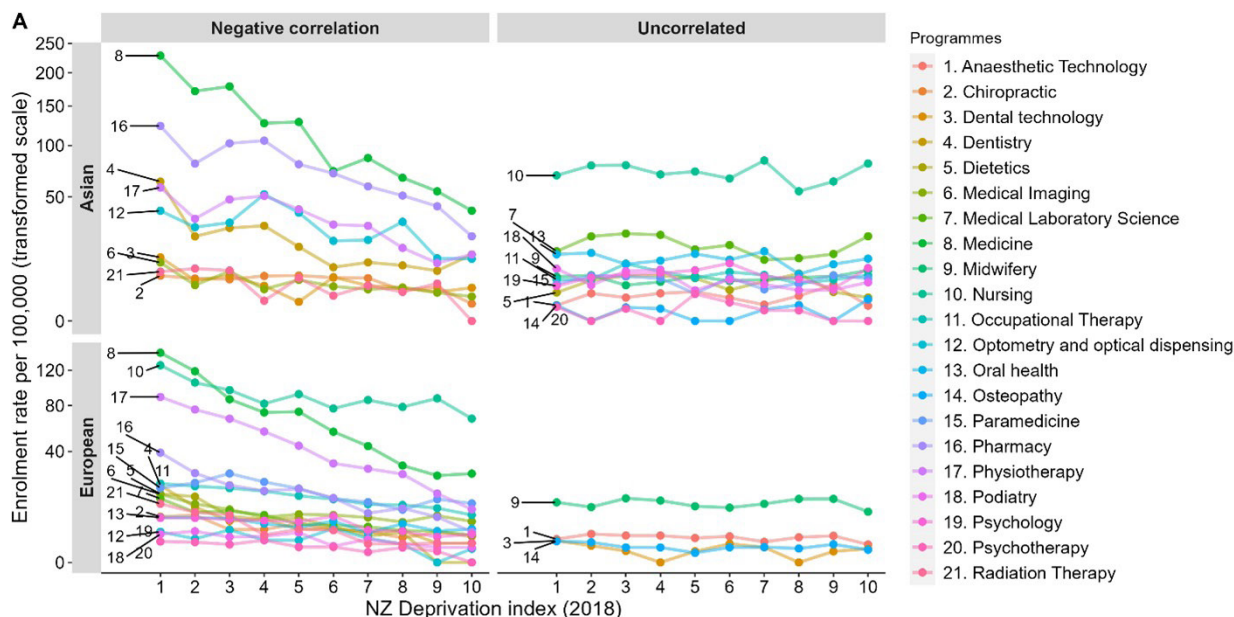 A
Negative correlation
Uncorrelated
Enrolment rate per 100,000 (transformed scale)
Asian
250
200
150
100
50
0
8
16
4
17
12
6 3
21
2
10
7
13
18
9
11
19 15
5 1
14 20
European
120
80
40
0
8
10
17
16
15 4
5 11
6
21 7
13 2
12 19
18 20
9
1
3
14
1 2 3 4 5 6 7 8 9 10
1 2 3 4 5 6 7 8 9 10
NZ Deprivation index (2018)
Programmes
1. Anaesthetic Technology
2. Chiropractic
3. Dental technology
4. Dentistry
5. Dietetics
6. Medical Imaging
7. Medical Laboratory Science
8. Medicine
9. Midwifery
10. Nursing
11. Occupational Therapy
12. Optometry and optical dispensing
13. Oral health
14. Osteopathy
15. Paramedicine
16. Pharmacy
17. Physiotherapy
18. Podiatry
19. Psychology
20. Psychotherapy
21. Radiation Therapy